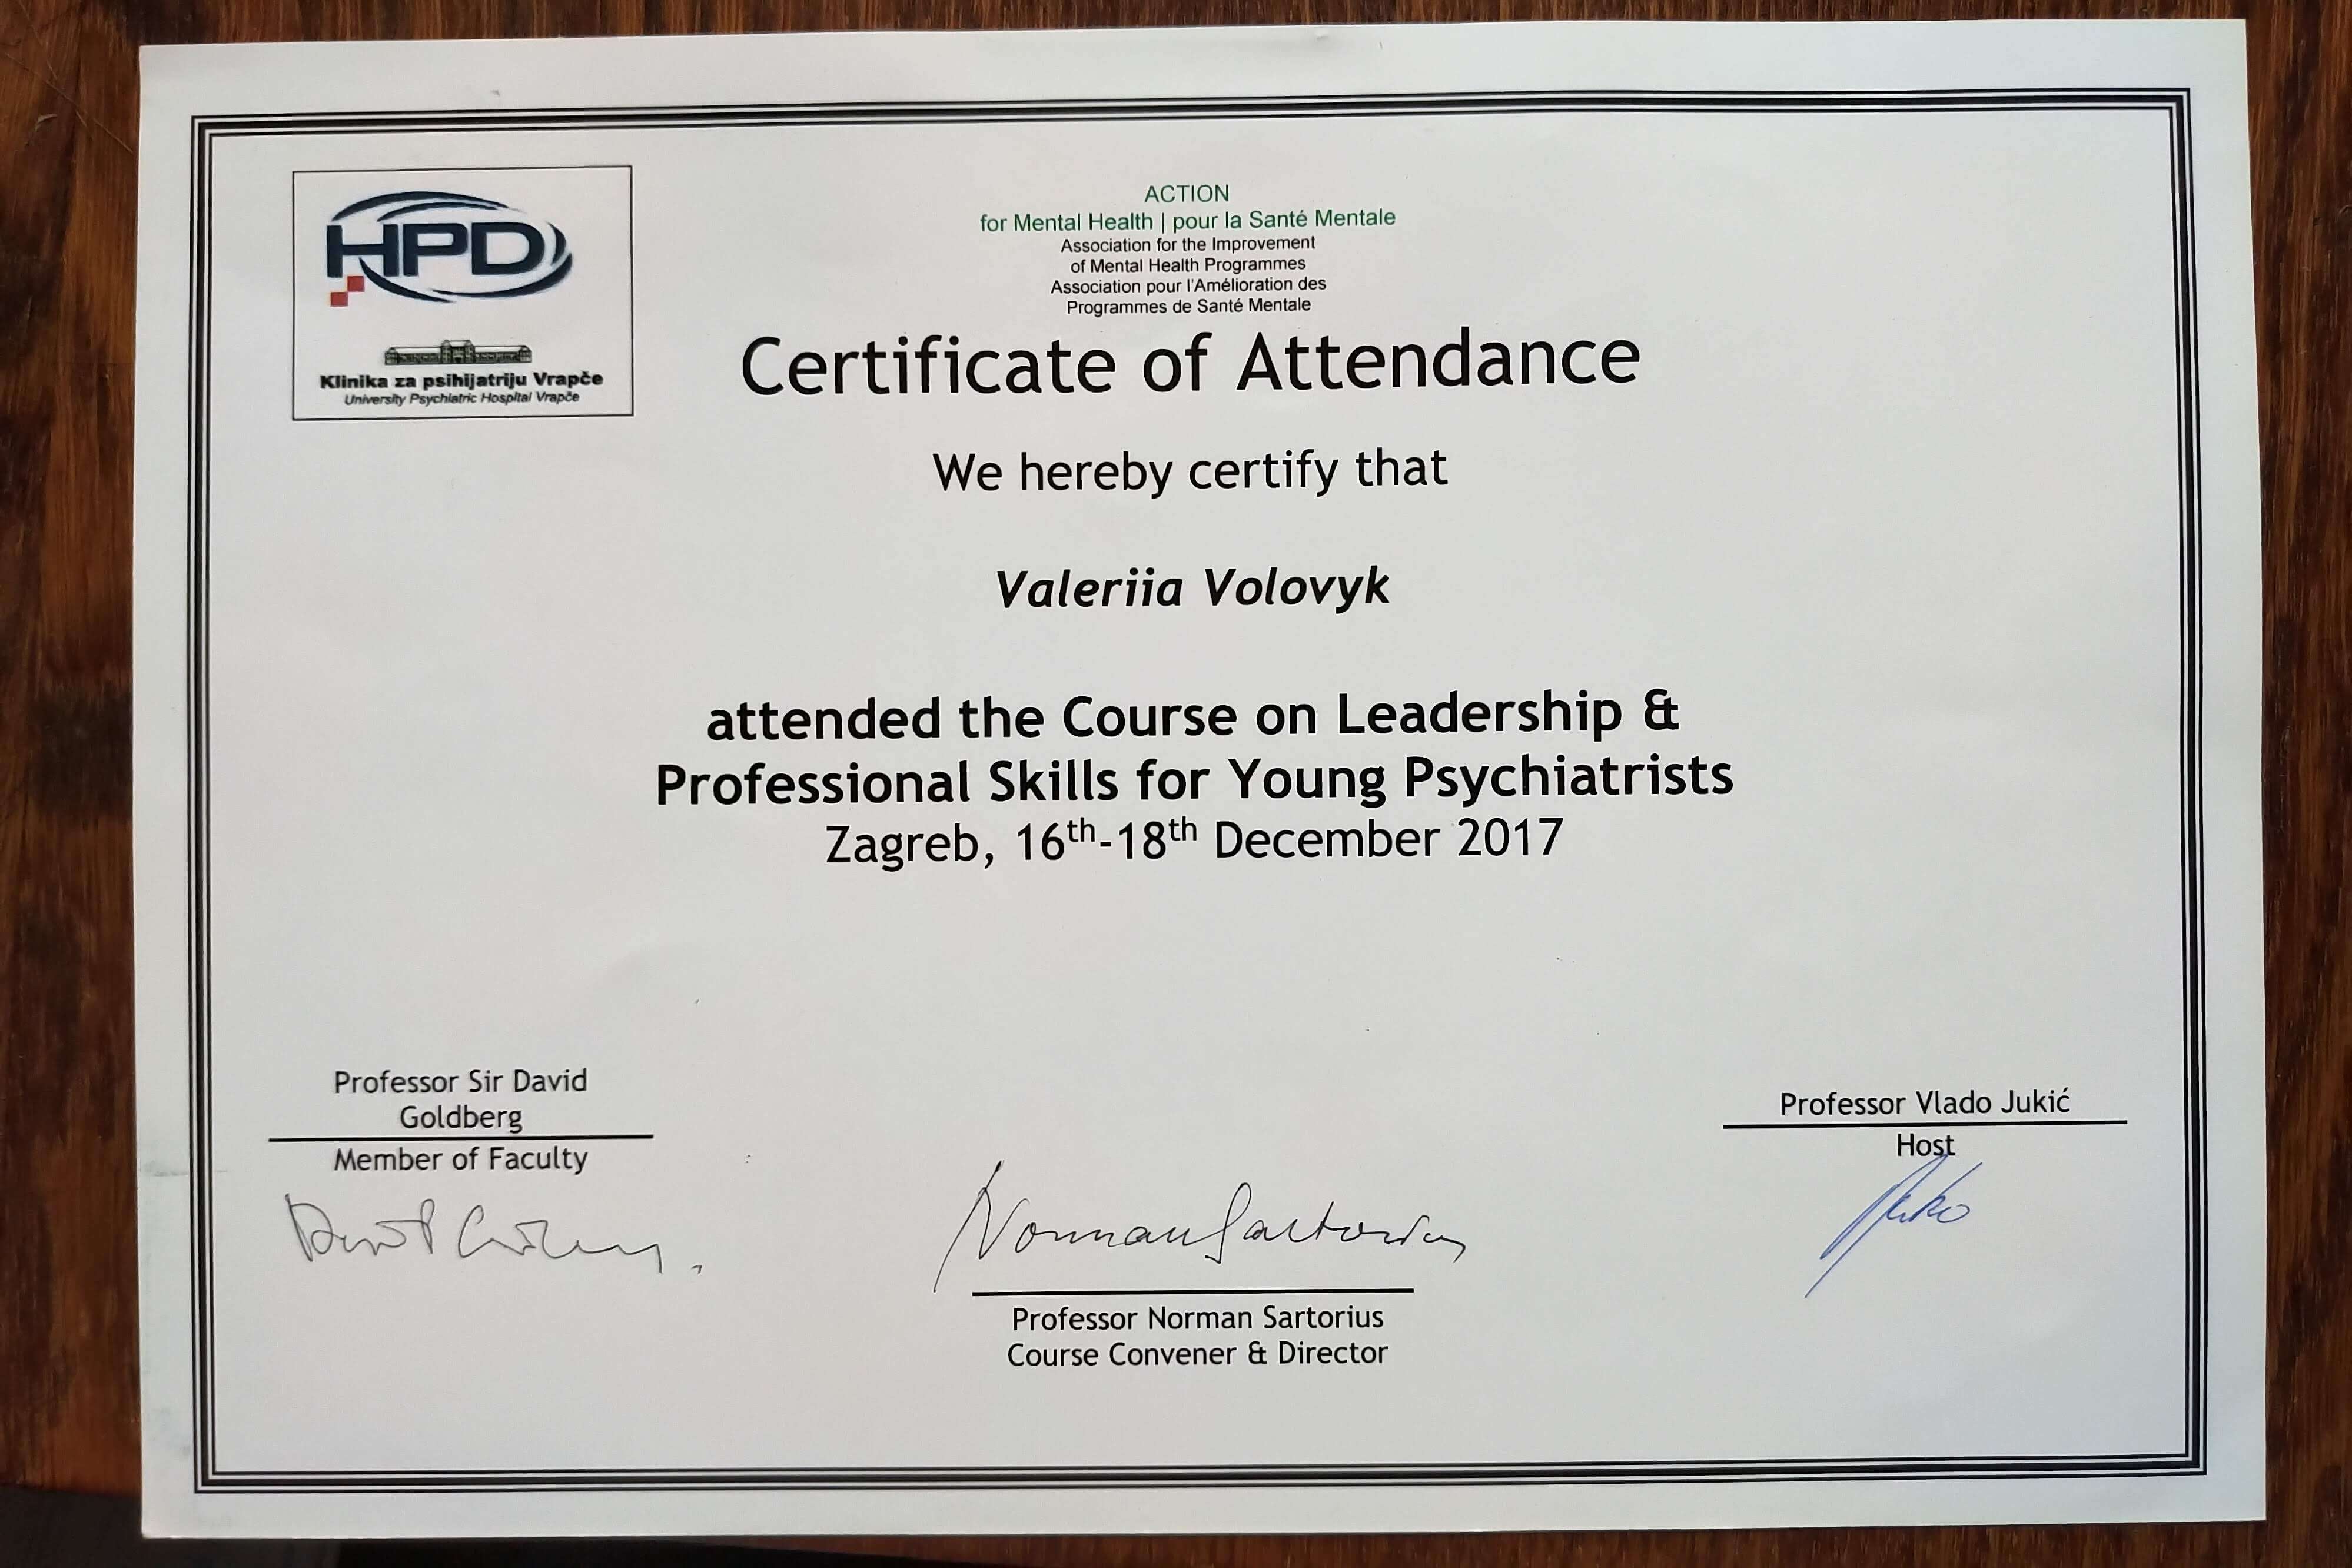 HPD
Klinika za psihijatriju Vrapče
University Psychiatric Hospital Vrapče
ACTION
for Mental Health | pour la Santé Mentale
Association for the Improvement
of Mental Health Programmes
Association pour l'Amélioration des
Programmes de Santé Mentale
Certificate of Attendance
We hereby certify that
Valeriia Volovyk
attended the Course on Leadership &
Professional Skills for Young Psychiatrists
Zagreb, 16th-18th December 2017
Professor Sir David
Goldberg
Member of Faculty
Professor Vlado Jukić
Host
Norman Sartorius
Professor Norman Sartorius
Course Convener & Director